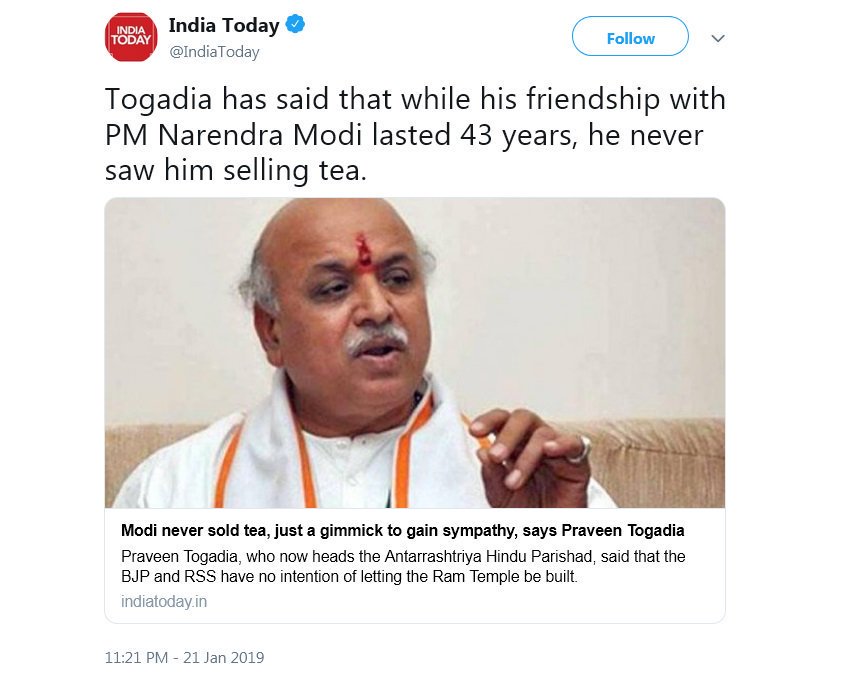 INDIA
TODAY
India Today
@IndiaToday
Follow
Togadia has said that while his friendship with
PM Narendra Modi lasted 43 years, he never
saw him selling tea.
Modi never sold tea, just a gimmick to gain sympathy, says Praveen Togadia
Praveen Togadia, who now heads the Antarrashtriya Hindu Parishad, said that the
BJP and RSS have no intention of letting the Ram Temple be built.
indiatoday.in
11:21 PM - 21 Jan 2019